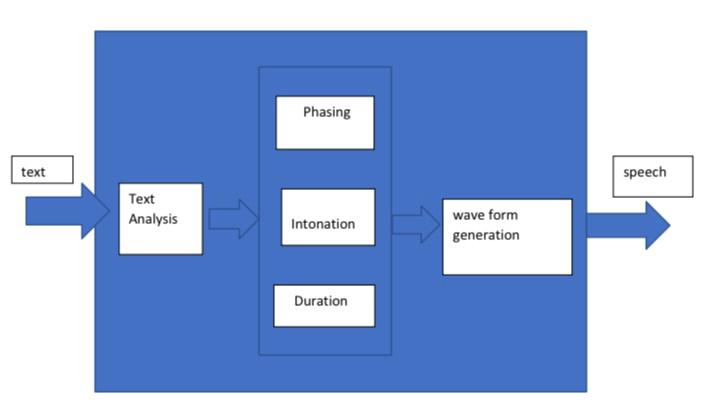 text
Text
Analysis
Phasing
Intonation
Duration
wave form
generation
speech